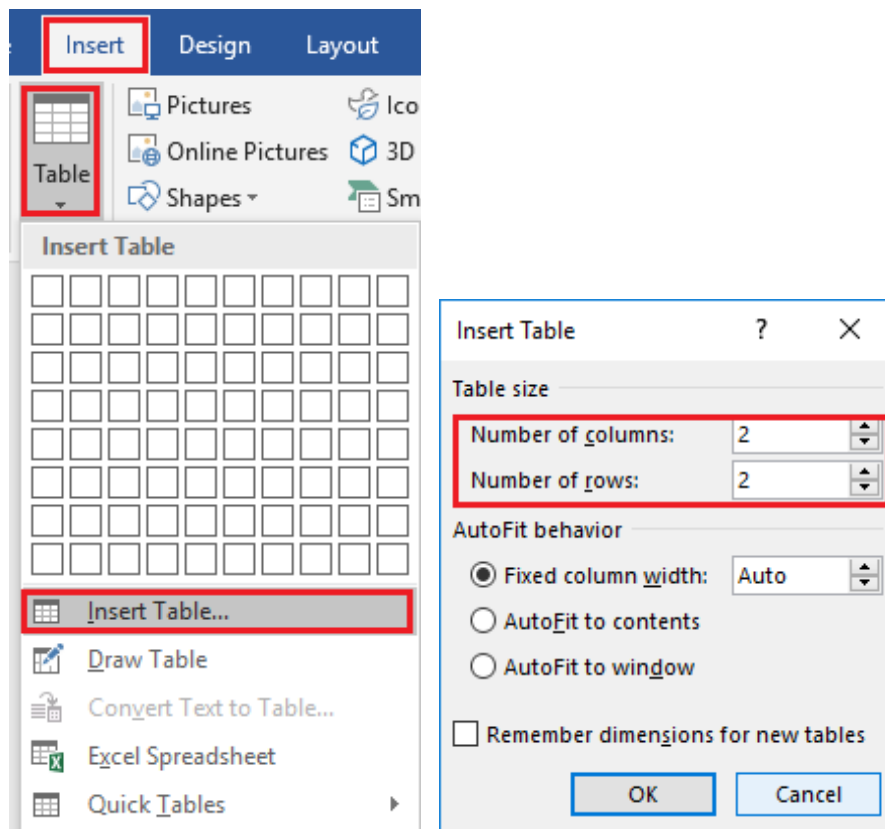 Insert Design Layout
Pictures Ico
Online Pictures 3D
Table
Shapes Sm
Insert Table
Insert Table...
Draw Table
Convert Text to Table...
Excel Spreadsheet
Quick Tables
Insert Table ? X
Table size
Number of columns: 2
Number of rows: 2
AutoFit behavior
Fixed column width: Auto
AutoFit to contents
AutoFit to window
Remember dimensions for new tables
OK Cancel